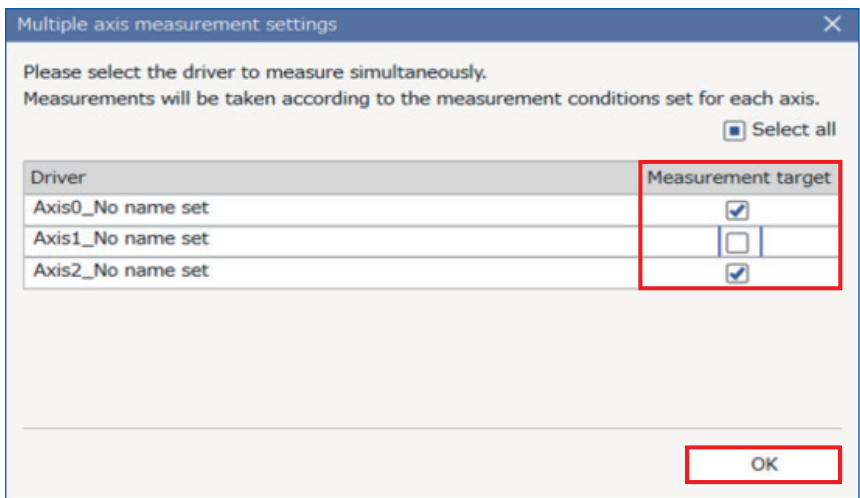 Multiple axis measurement settings
Please select the driver to measure simultaneously.
Measurements will be taken according to the measurement conditions set for each axis.
Select all
Driver Measurement target
Axis0_No name set
Axis1_No name set
Axis2_No name set
OK